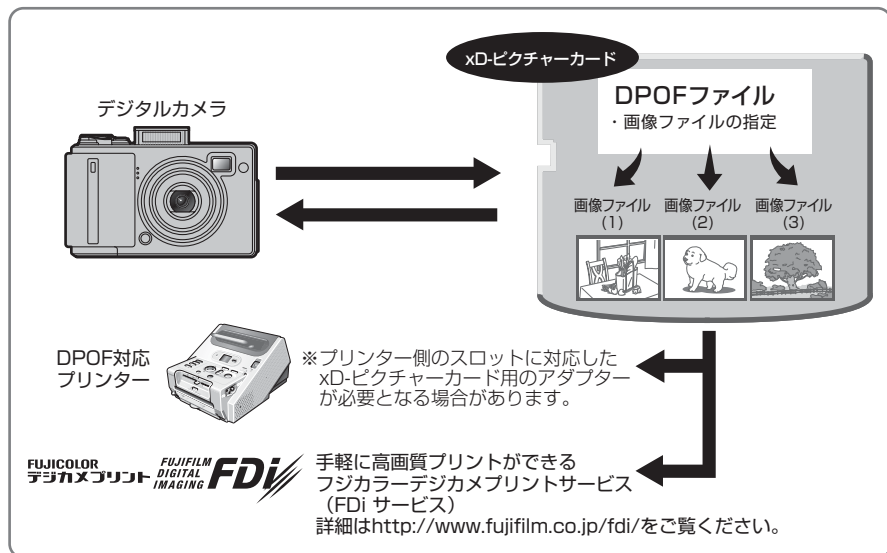 xD-ピクチャーカード
デジタルカメラ
DPOFファイル
・画像ファイルの指定
画像ファイル
(1)
画像ファイル
(2)
画像ファイル
(3)
DPOF対応
プリンター
※プリンター側のスロットに対応した
xD-ピクチャーカード用のアダプター
が必要となる場合があります。
FUJICOLOR
デジカメプリント
FUJIFILM
DIGITAL
IMAGING
FDi
手軽に高画質プリントができる
フジカラーデジカメプリントサービス
（FDi サービス）
詳細はhttp://www.fujifilm.co.jp/fdi/をご覧ください。